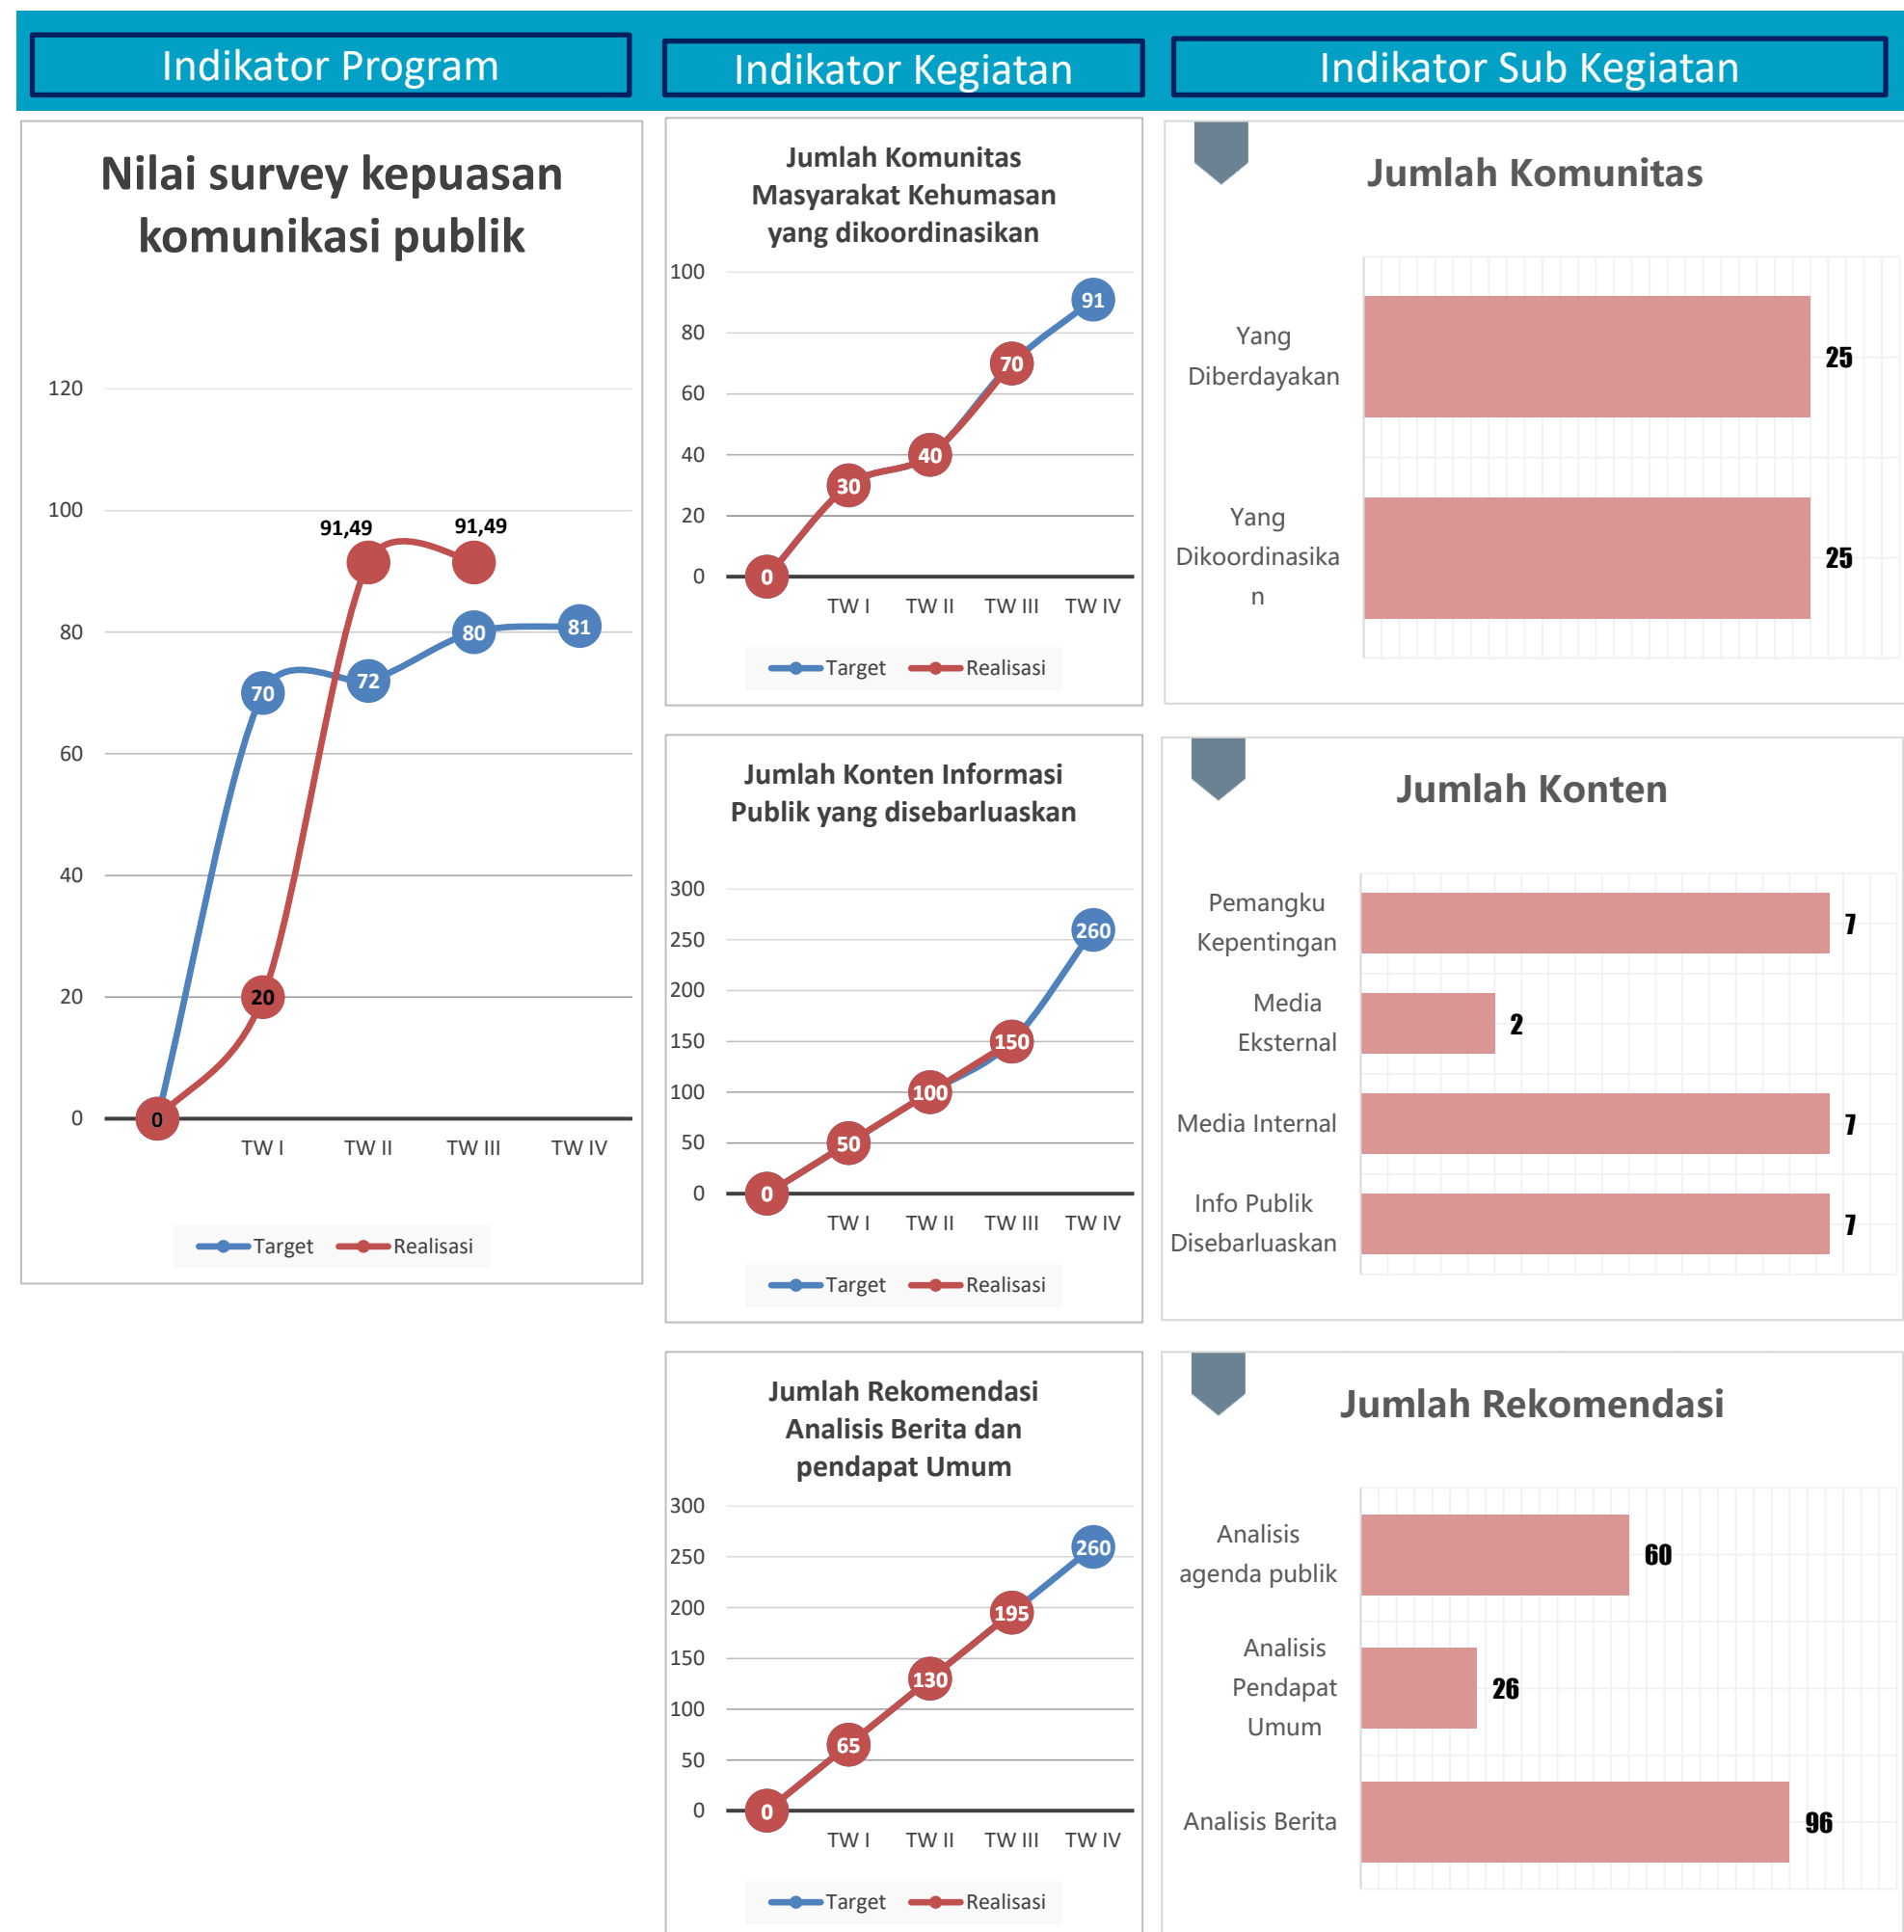 Indikator Program
Indikator Kegiatan
Indikator Sub Kegiatan
Nilai survey kepuasan
komunikasi publik
120
100
80
60
40
20
0
91,49
91,49
70
72
80
81
20
0
TW I
TW II
TW III
TW IV
Target
Realisasi
Jumlah Komunitas
Masyarakat Kehumasan
yang dikoordinasikan
100
80
60
40
20
0
0
30
40
70
91
TW I
TW II
TW III
TW IV
Target
Realisasi
Jumlah Komunitas
Yang
Diberdayakan
25
Yang
Dikoordinasika
n
25
Jumlah Konten Informasi
Publik yang disebarluaskan
300
250
200
150
100
50
0
0
50
100
150
260
TW I
TW II
TW III
TW IV
Target
Realisasi
Jumlah Konten
Pemangku
Kepentingan
7
Media
Eksternal
2
Media Internal
7
Info Publik
Disebarluaskan
7
Jumlah Rekomendasi
Analisis Berita dan
pendapat Umum
300
250
200
150
100
50
0
0
65
130
195
260
TW I
TW II
TW III
TW IV
Target
Realisasi
Jumlah Rekomendasi
Analisis
agenda publik
60
Analisis
Pendapat
Umum
26
Analisis Berita
96